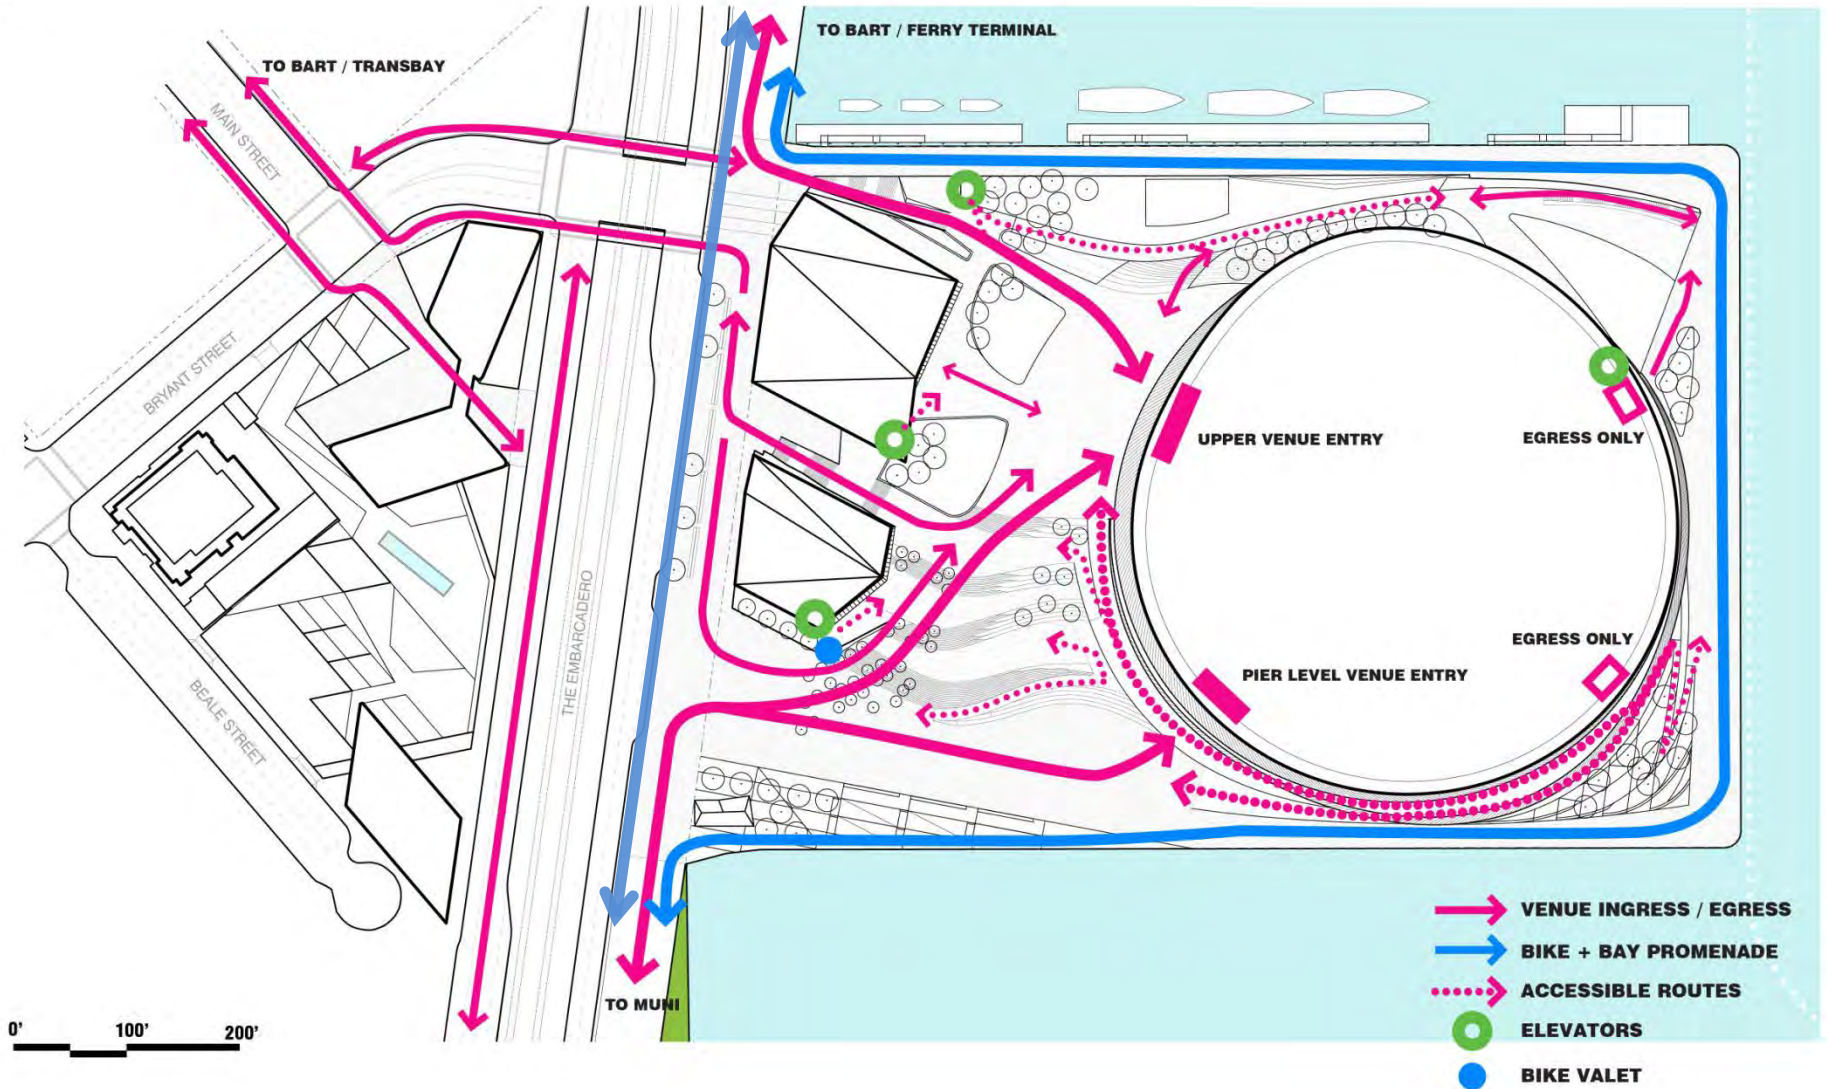 TO BART / FERRY TERMINAL
TO BART / TRANSBAY
MAIN STREET
BRYANT STREET
UPPER VENUE ENTRY
EGRESS ONLY
THE EMBARCADERO
BEALE STREET
EGRESS ONLY
PIER LEVEL VENUE ENTRY
TO MUNI
0' 100' 200'
VENUE INGRESS / EGRESS
BIKE + BAY PROMENADE
ACCESSIBLE ROUTES
ELEVATORS
BIKE VALET